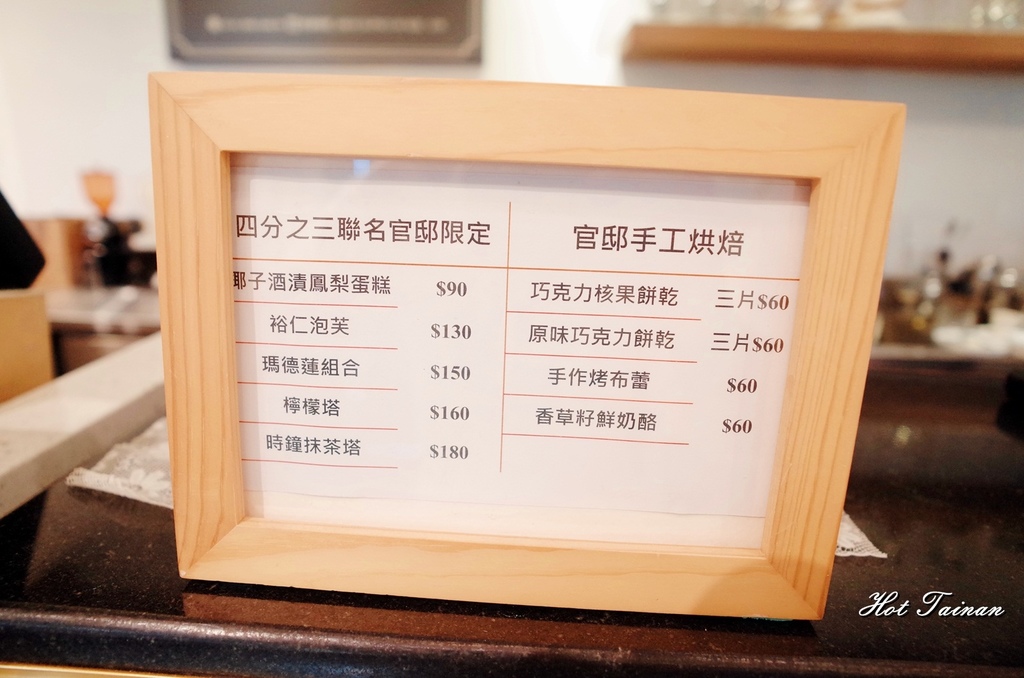 四分之三聯名官邸限定
椰子酒漬鳳梨蛋糕 $90
裕仁泡芙 $130
瑪德蓮組合 $150
檸檬塔 $160
時鐘抹茶塔 $180
官邸手工烘焙
巧克力核果餅乾 三片$60
原味巧克力餅乾 三片$60
手作烤布蕾 $60
香草籽鮮奶酪 $60
Hot Tainan